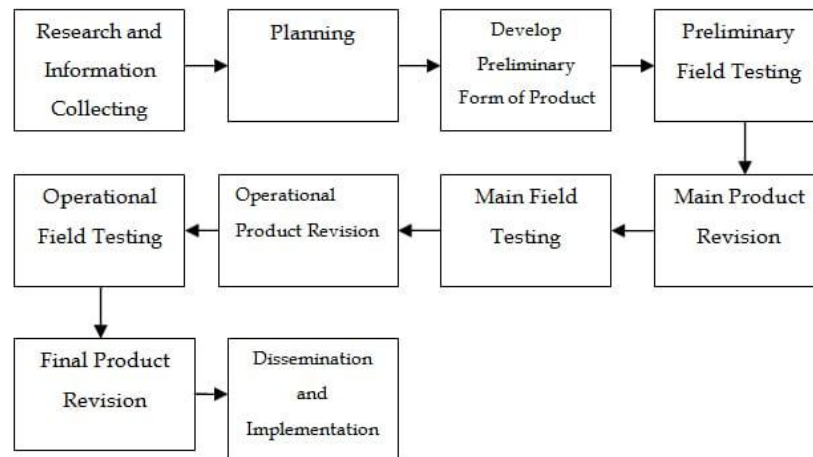 Research and
Information
Collecting
Planning
Develop
Preliminary
Form of Product
Preliminary
Field Testing
Main Product
Revision
Main Field
Testing
Operational
Product Revision
Operational
Field Testing
Final Product
Revision
Dissemination
and
Implementation